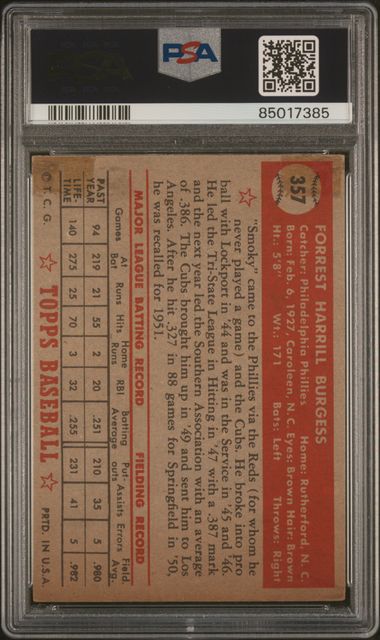 PSA
85017385
357
FORREST HARRILL BURGESS
Catcher: Philadelphia Phillies Home: Rutherford, N. C.
Born: Feb. 6, 1927, Caroleen, N. C. Eyes: Brown Hair: Brown
Ht.: 5'8" Wt.: 171 Bats: Left Throws: Right
"Smoky" came to the Phillies via the Reds (for whom he
never played a game) and the Cubs. He broke into pro
ball with Lockport in '44 and was in the Service in '45 and '46.
He led the Tri-State League in Hitting in '47 with a .387 mark
and the next year led the Southern Association with an average
of .386. The Cubs brought him up in '49 and sent him to Los
Angeles. After he hit .327 in 88 games for Springfield in '50,
he was recalled for 1951.
MAJOR LEAGUE BATTING RECORD FIELDING RECORD
Games At Bat Runs Hits Home Runs RBI Batting Average Put-outs Assists Errors Field. Avg.
PAST YEAR 94 219 21 55 2 20 .251 210 35 5 .980
LIFE-TIME 140 275 25 70 3 32 .255 231 41 5 .982
© T. C. G. TOPPS BASEBALL PRTD. IN U.S.A.